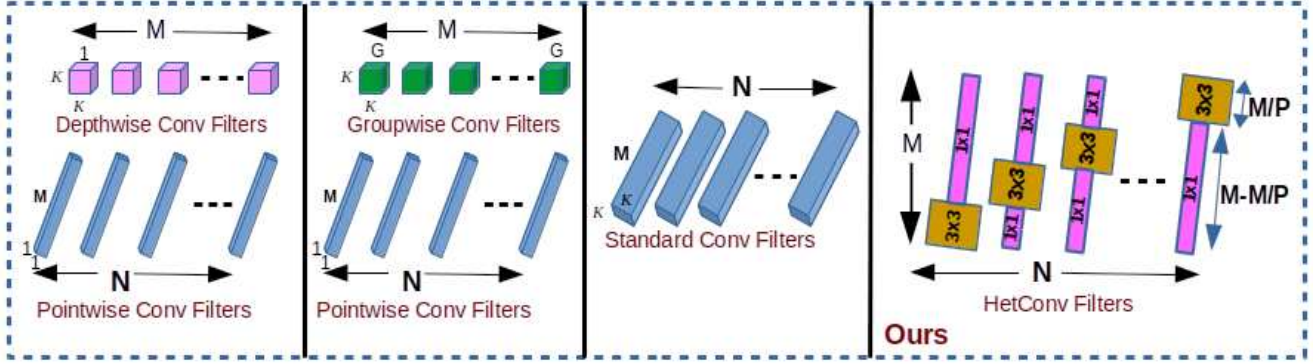 M
1
K
K
Depthwise Conv Filters
M
1
1
N
Pointwise Conv Filters
M
G
G
K
K
Groupwise Conv Filters
M
1
1
N
Pointwise Conv Filters
N
M
K
K
Standard Conv Filters
M
1x1
3x3
1x1
3x3
1x1
1x1
3x3
1x1
3x3
1x1
M/P
M-M/P
N
HetConv Filters
Ours